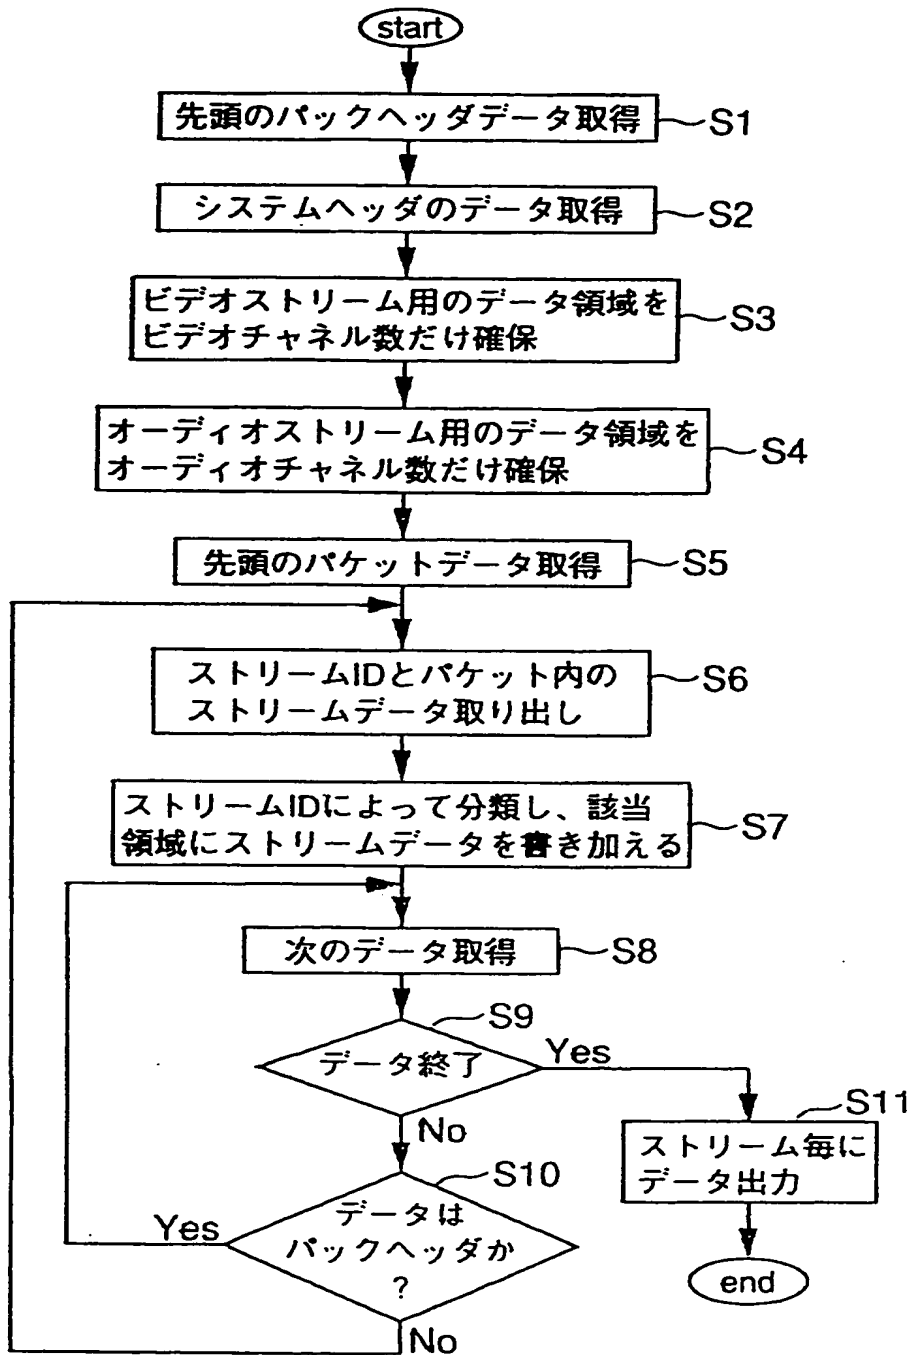 start
先頭のパックヘッダデータ取得
S1
システムヘッダのデータ取得
S2
ビデオストリーム用のデータ領域を
ビデオチャネル数だけ確保
S3
オーディオストリーム用のデータ領域を
オーディオチャネル数だけ確保
S4
先頭のパケットデータ取得
S5
ストリームIDとパケット内の
ストリームデータ取り出し
S6
ストリームIDによって分類し、該当
領域にストリームデータを書き加える
S7
次のデータ取得
S8
S9
データ終了
Yes
No
S11
ストリーム毎に
データ出力
S10
データは
パックヘッダか
?
Yes
No
end